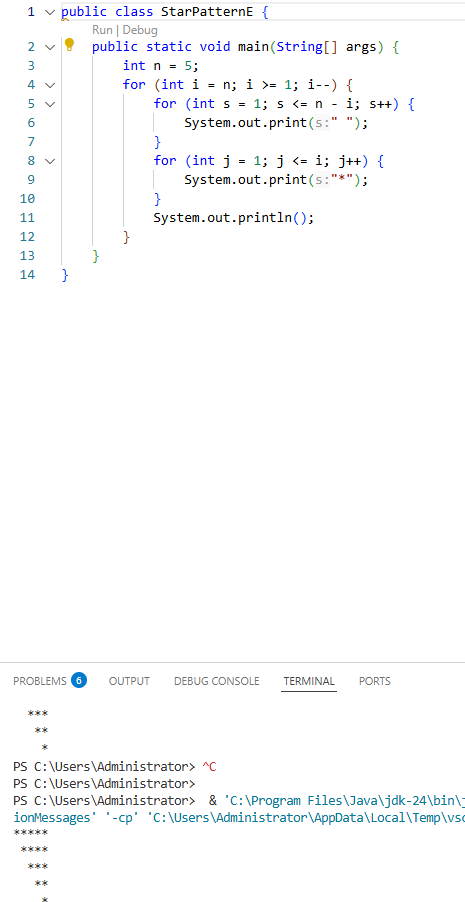 1 public class StarPatternE {
Run | Debug
2 public static void main(String[] args) {
3 int n = 5;
4 for (int i = n; i >= 1; i--) {
5 for (int s = 1; s <= n - i; s++) {
6 System.out.print(s:" ");
7 }
8 for (int j = 1; j <= i; j++) {
9 System.out.print(s:"*");
10 }
11 System.out.println();
12 }
13 }
14 }
PROBLEMS 6 OUTPUT DEBUG CONSOLE TERMINAL PORTS
  ***
   **
    *
PS C:\Users\Administrator> ^C
PS C:\Users\Administrator>
PS C:\Users\Administrator>  & 'C:\Program Files\Java\jdk-24\bin\j
ionMessages' '-cp' 'C:\Users\Administrator\AppData\Local\Temp\vsc
*****
 ****
  ***
   **
    *